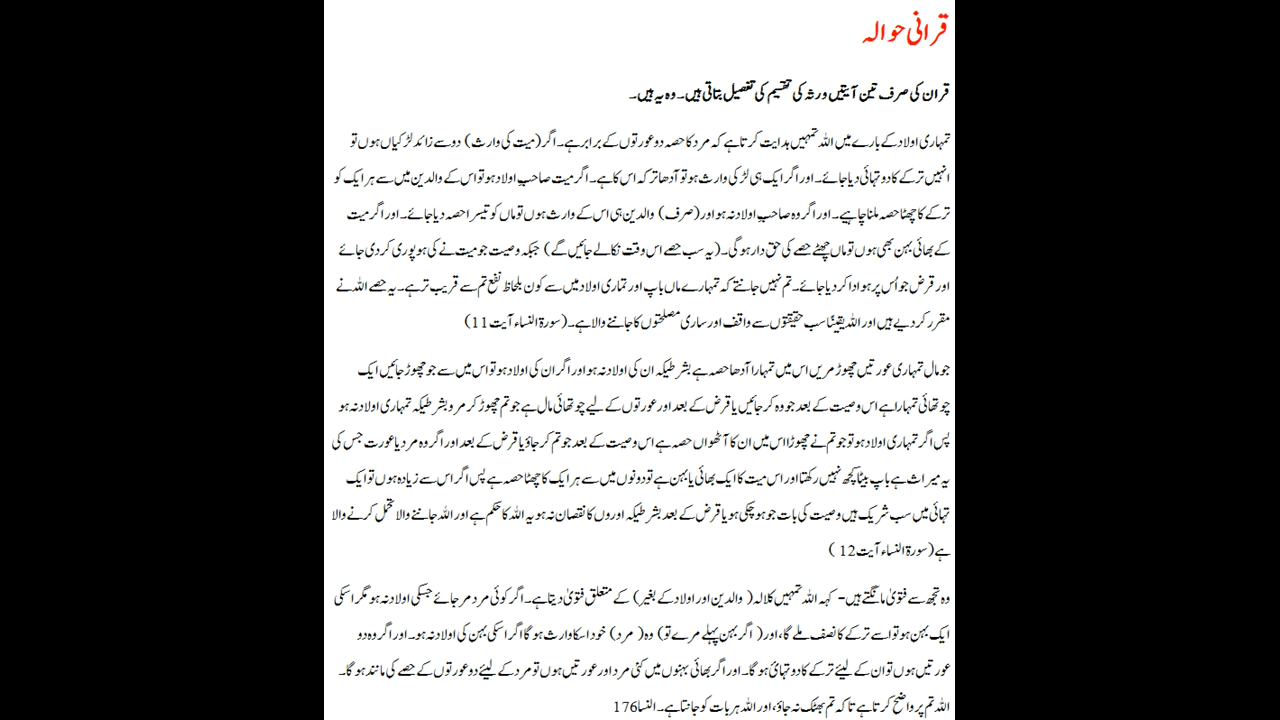 قرانی حوالہ
قران کی صرف تین آیتیں ورثہ کی تقسیم کی تفصیل بتاتی ہیں۔ وہ یہ ہیں۔
تمہاری اولاد کے بارے میں اللہ تمہیں ہدایت کرتا ہے کہ مرد کا حصہ دو عورتوں کے برابر ہے۔ اگر (میت کی وارث) دو سے زائد لڑکیاں ہوں تو
انہیں ترکے کا دو تہائی دیا جائے۔ اور اگر ایک ہی لڑکی وارث ہو تو آدھا ترکہ اس کا ہے۔ اگر میت صاحبِ اولاد ہو تو اس کے والدین میں سے ہر ایک کو
ترکے کا چھٹا حصہ ملنا چاہیے۔ اور اگر وہ صاحبِ اولاد نہ ہو اور (صرف) والدین ہی اس کے وارث ہوں تو ماں کو تیسرا حصہ دیا جائے۔ اور اگر میت
کے بھائی بہن بھی ہوں تو ماں چھٹے حصے کی حق دار ہوگی۔ (یہ سب حصے اس وقت نکالے جائیں گے) جبکہ وصیت جو میت نے کی ہو پوری کردی جائے
اور قرض جو اُس پر ہو ادا کر دیا جائے۔ تم نہیں جانتے کہ تمہارے ماں باپ اور تماری اولاد میں سے کون بلحاظ نفع تم سے قریب تر ہے۔ یہ حصے اللہ نے
مقرر کر دیے ہیں اور اللہ یقینًا سب حقیقتوں سے واقف اور ساری مصلحتوں کا جاننے والا ہے۔ (سورۃ النساء آیت 11)
جو مال تمہاری عورتیں چھوڑ مریں اس میں تمہارا آدھا حصہ ہے بشرطیکہ ان کی اولاد نہ ہو اور اگر ان کی اولاد ہو تو اس میں سے جو چھوڑ جائیں ایک
چوتھائی تمہارا ہے اس وصیت کے بعد جو وہ کر جائیں یا قرض کے بعد اور عورتوں کے لیے چوتھائی مال ہے جو تم چھوڑ کر مرو بشرطیکہ تمہاری اولاد نہ ہو
پس اگر تمہاری اولاد ہو تو جو تم نے چھوڑا اس میں ان کا آٹھواں حصہ ہے اس وصیت کے بعد جو تم کر جاؤ یا قرض کے بعد اور اگر وہ مرد یا عورت جس کی
یہ میراث ہے باپ بیٹا کچھ نہیں رکھتا اور اس میت کا ایک بھائی یا بہن ہے تو دونوں میں سے ہر ایک کا چھٹا حصہ ہے پس اگر اس سے زیادہ ہوں تو ایک
تہائی میں سب شریک ہیں وصیت کی بات جو ہو چکی ہو یا قرض کے بعد بشرطیکہ اوروں کا نقصان نہ ہو یہ اللہ کا حکم ہے اور اللہ جاننے والا تحمل کرنے والا
ہے (سورۃ النساء آیت 12 )
وہ تجھ سے فتویٰ مانگتے ہیں- کہہ اللہ تمہیں کلالہ ( والدین اور اولاد کے بغیر) کے متعلق فتویٰ دیتا ہے۔ اگر کوئی مرد مر جائے جسکی اولاد نہ ہو مگر اسکی
ایک بہن ہو تو اسے ترکے کا نصف ملے گا، اور ( اگر بہن پہلے مرے تو) وہ ( مرد) خود اسکا وارث ہو گا اگر اسکی بہن کی اولاد نہ ہو۔ اور اگر وہ دو
عورتیں ہوں تو ان کے لیئے ترکے کا دو تہائ ہو گا۔ اور اگر بھائی بہنوں میں کئی مرد اور عورتیں ہوں تو مرد کے لیئے دو عورتوں کے حصے کی مانند ہو گا۔
اللہ تم پر واضح کرتا ہے تاکہ تم بھٹک نہ جاؤ، اور اللہ ہر بات کو جانتا ہے۔ النسا176